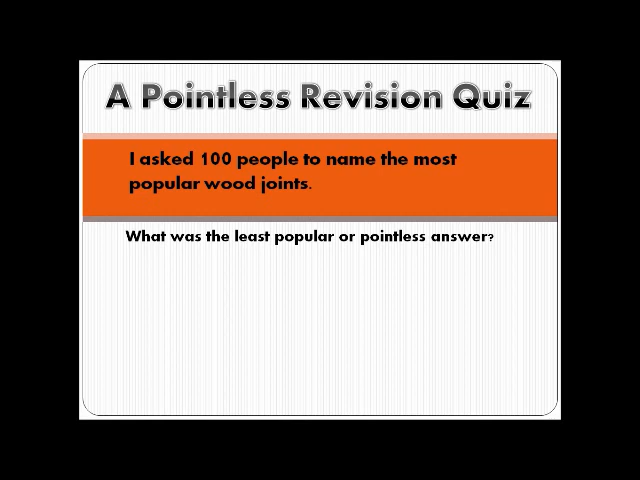 A Pointless Revision Quiz
I asked 100 people to name the most
popular wood joints.
What was the least popular or pointless answer?